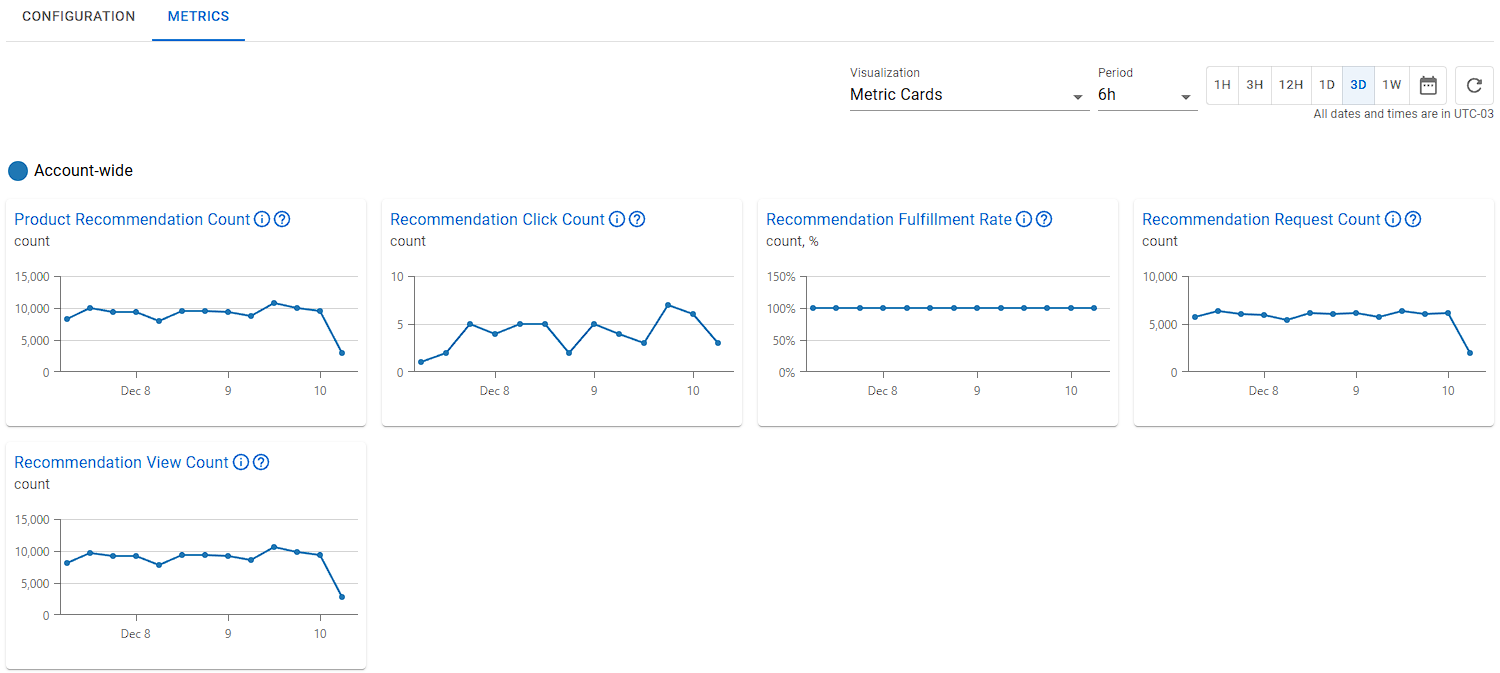 CONFIGURATION METRICS
Visualization Period
Metric Cards 6h 1H 3H 12H 1D 3D 1W
All dates and times are in UTC-03
Account-wide
Product Recommendation Count
count
15,000
10,000
5,000
0
Dec 8 9 10
Recommendation Click Count
count
10
5
0
Dec 8 9 10
Recommendation Fulfillment Rate
count, %
150%
100%
50%
0%
Dec 8 9 10
Recommendation Request Count
count
10,000
5,000
0
Dec 8 9 10
Recommendation View Count
count
15,000
10,000
5,000
0
Dec 8 9 10